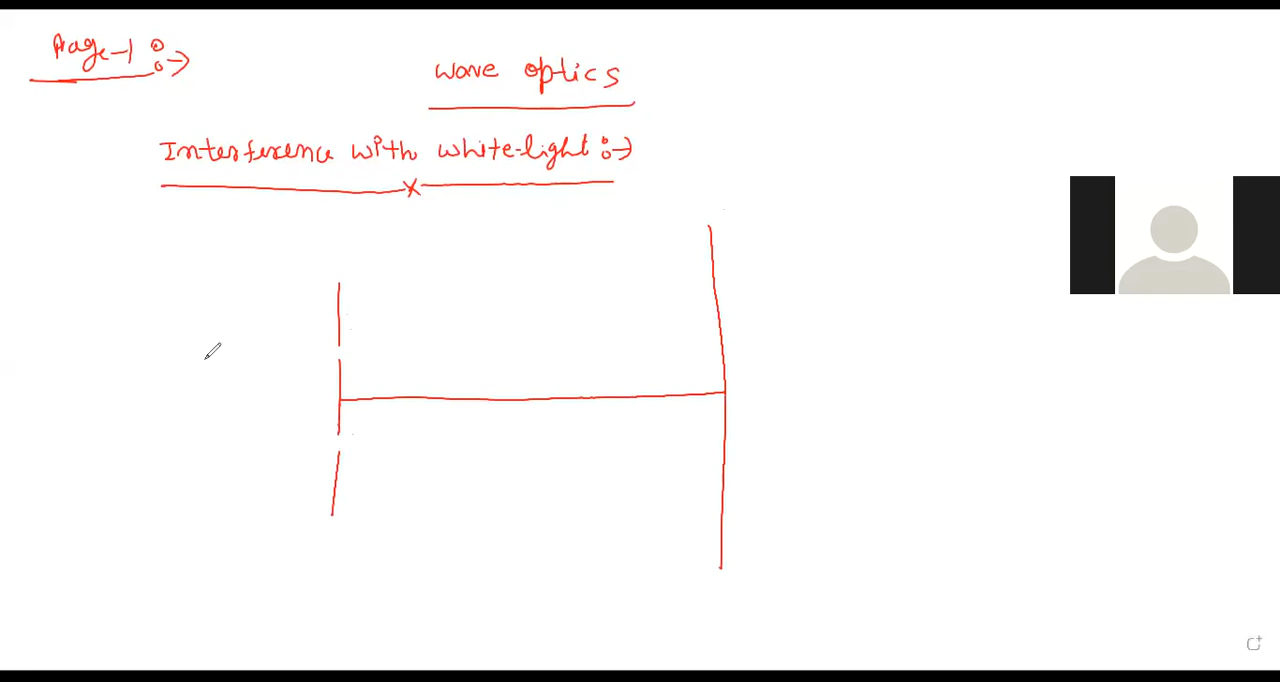 Page-1 :→
wave optics
Interference with white-light :→